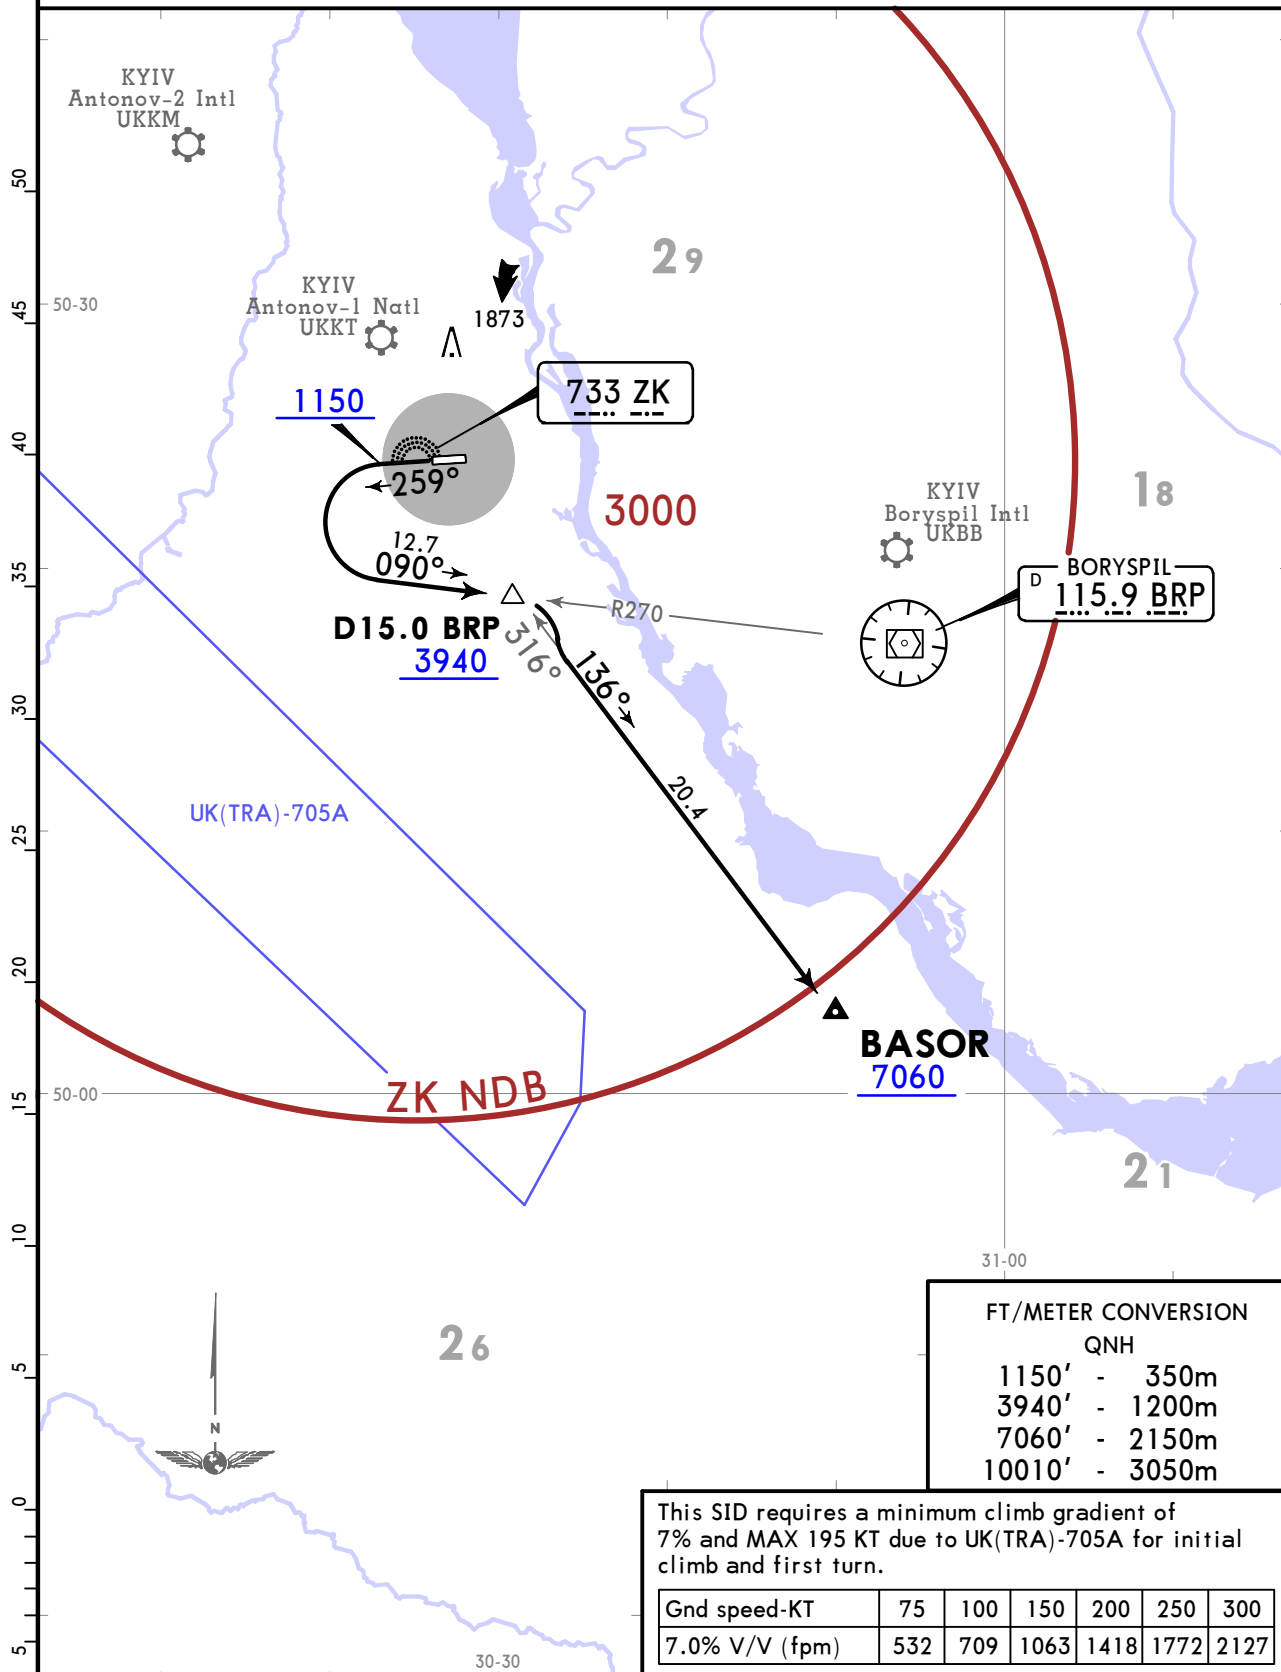 KYIV
Antonov-2 Intl
UKKM
50
29
KYIV
Antonov-1 Natl
UKKT
45
50-30
1873
733 ZK
1150
40
259°
3000
KYIV
Boryspil Intl
UKBB
18
12.7
090°
35
D BORYSPIL
115.9 BRP
R270
D15.0 BRP
3940
316°
136°
30
20.4
25
UK(TRA)-705A
20
BASOR
7060
ZK NDB
50-00
15
21
10
31-00
26
5
N
0
FT/METER CONVERSION
QNH
1150' - 350m
3940' - 1200m
7060' - 2150m
10010' - 3050m
This SID requires a minimum climb gradient of
7% and MAX 195 KT due to UK(TRA)-705A for initial
climb and first turn.
Gnd speed-KT 75 100 150 200 250 300
7.0% V/V (fpm) 532 709 1063 1418 1772 2127
5
30-30